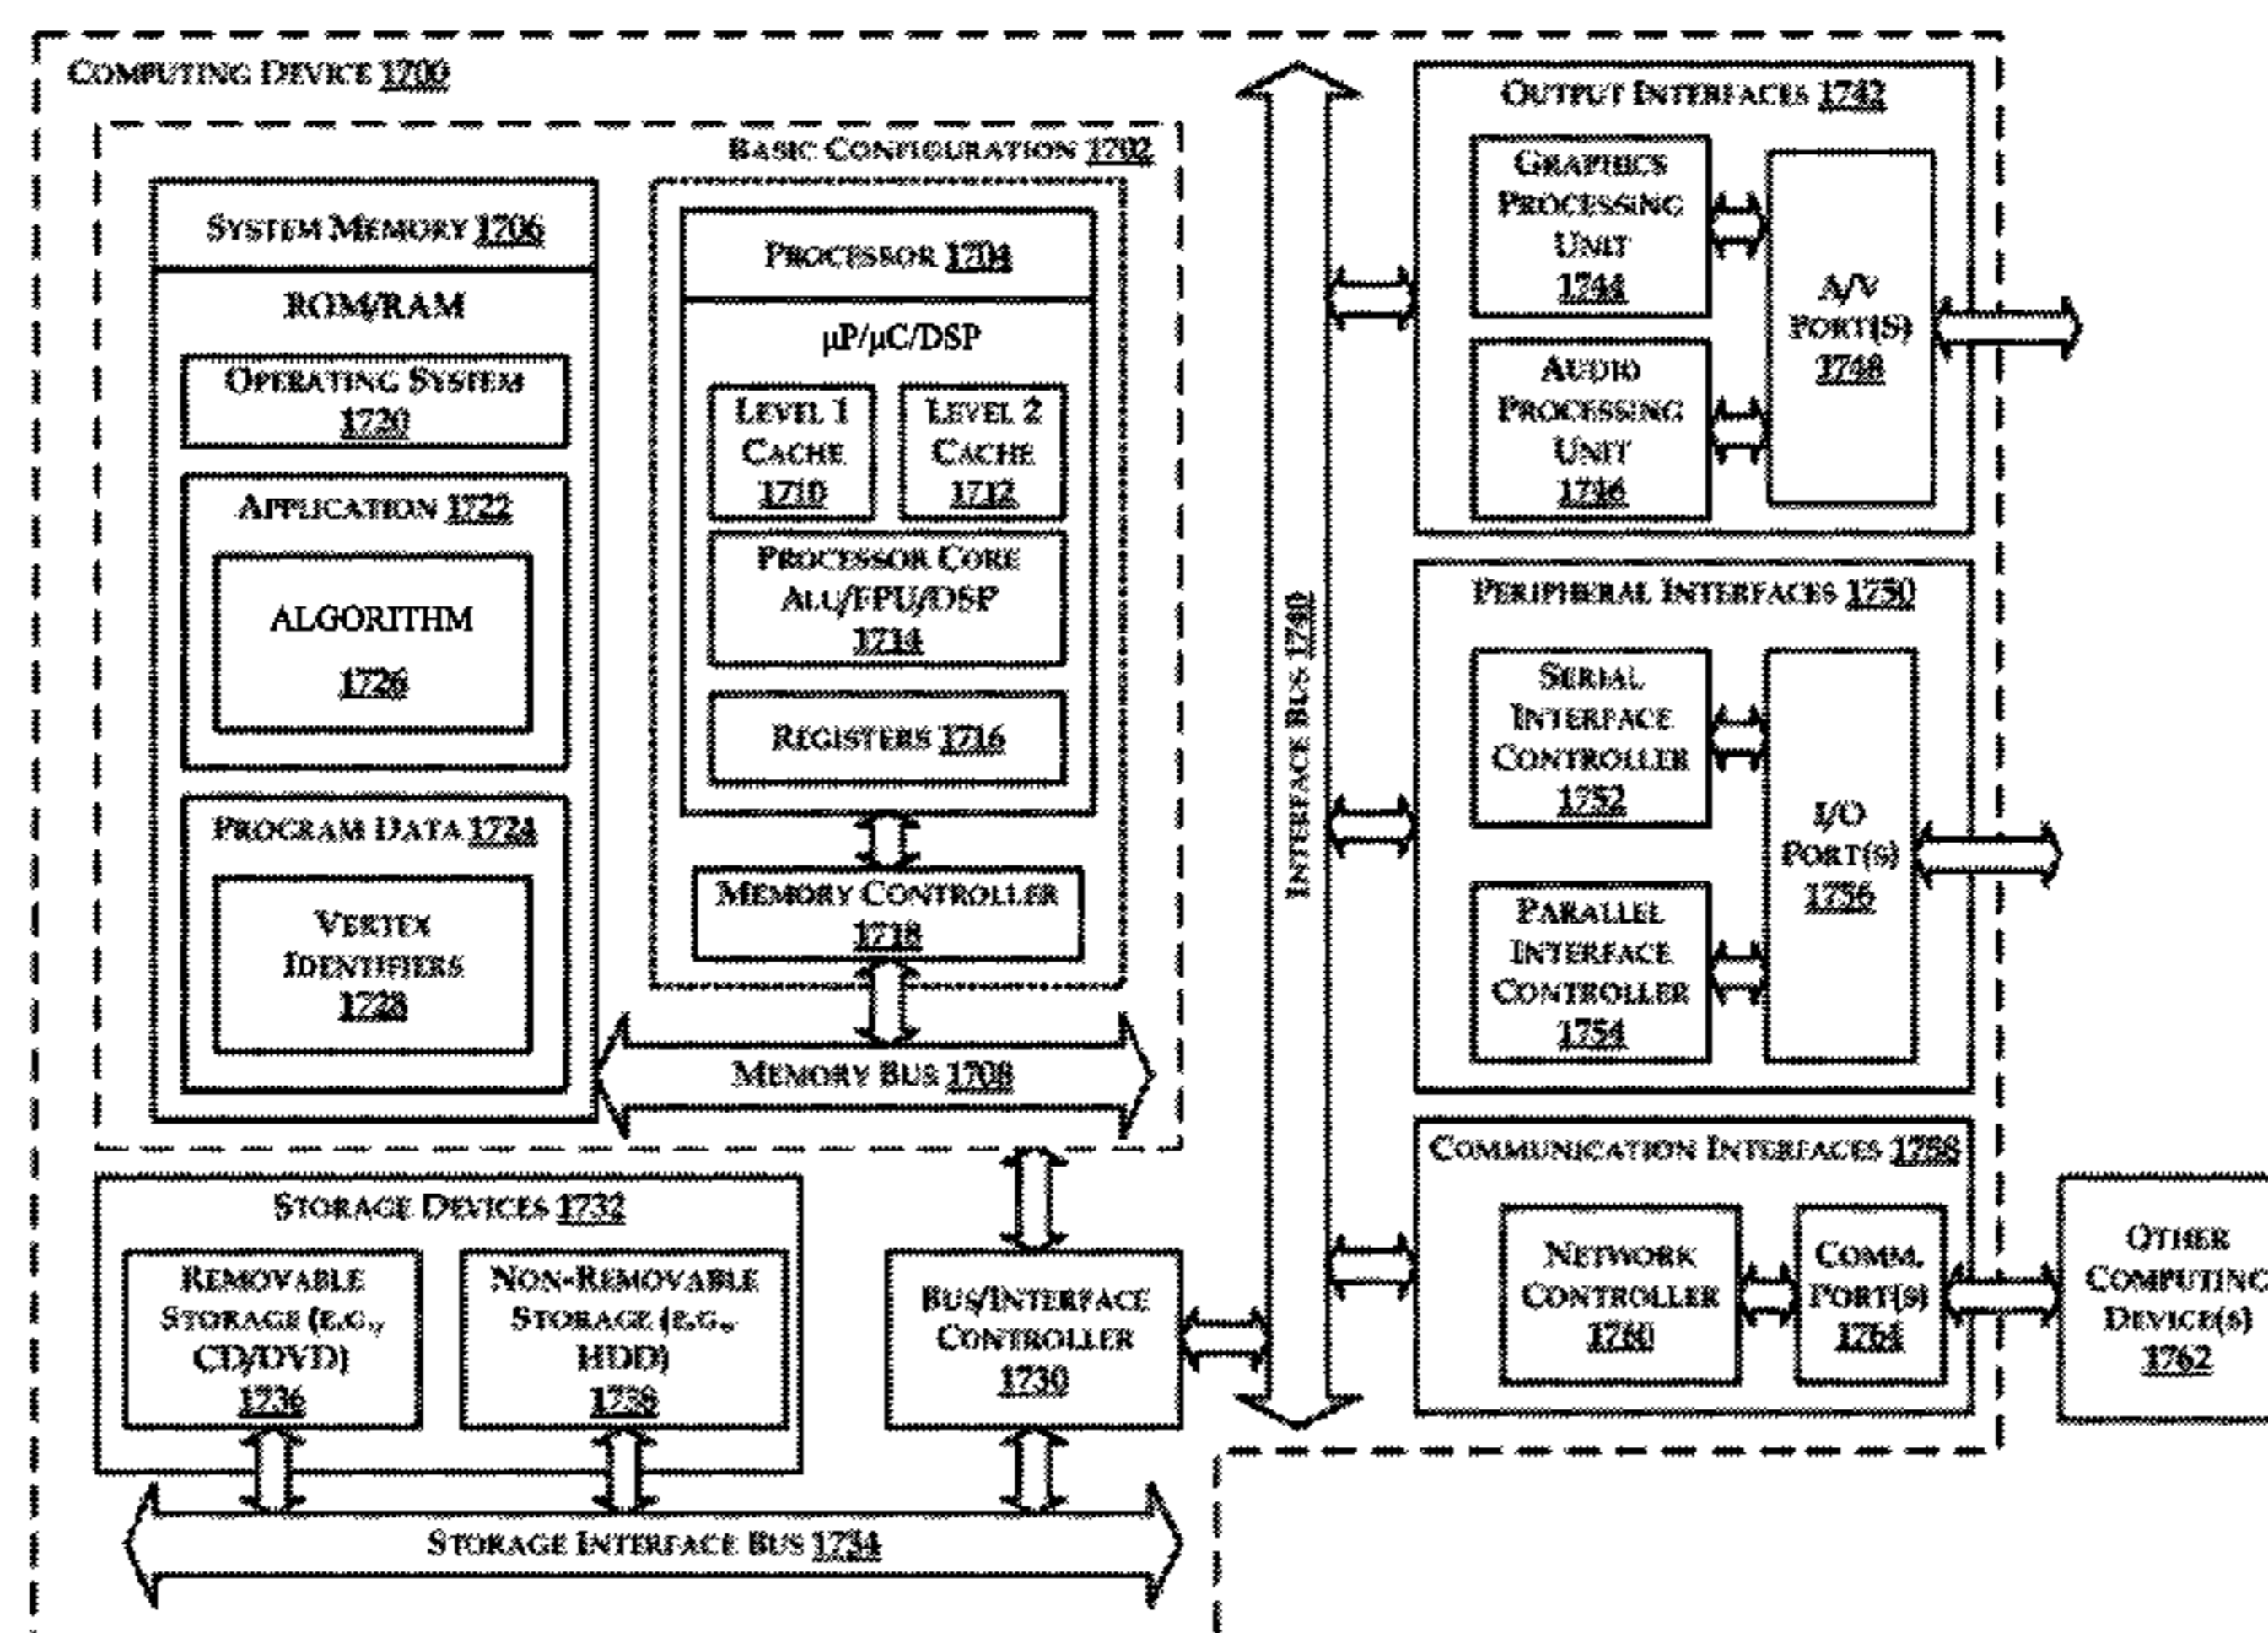 COMPUTING DEVICE 1700
BASIC CONFIGURATION 1702
SYSTEM MEMORY 1706
ROM/RAM
OPERATING SYSTEM
1720
APPLICATION 1722
ALGORITHM
1726
PROGRAM DATA 1724
VERTEX
IDENTIFIERS
1728
PROCESSOR 1704
µP/µC/DSP
LEVEL 1
CACHE
1710
LEVEL 2
CACHE
1712
PROCESSOR CORE
ALU/FPU/DSP
1714
REGISTERS 1716
MEMORY CONTROLLER
1718
MEMORY BUS 1708
STORAGE DEVICES 1732
REMOVABLE
STORAGE (E.G.,
CD/DVD)
1736
NON-REMOVABLE
STORAGE (E.G.,
HDD)
1738
BUS/INTERFACE
CONTROLLER
1730
STORAGE INTERFACE BUS 1734
INTERFACE BUS 1740
OUTPUT INTERFACES 1742
GRAPHICS
PROCESSING
UNIT
1744
AUDIO
PROCESSING
UNIT
1746
A/V
PORT(S)
1748
PERIPHERAL INTERFACES 1750
SERIAL
INTERFACE
CONTROLLER
1752
PARALLEL
INTERFACE
CONTROLLER
1754
I/O
PORT(S)
1756
COMMUNICATION INTERFACES 1758
NETWORK
CONTROLLER
1760
COMM.
PORT(S)
1764
OTHER
COMPUTING
DEVICE(S)
1762